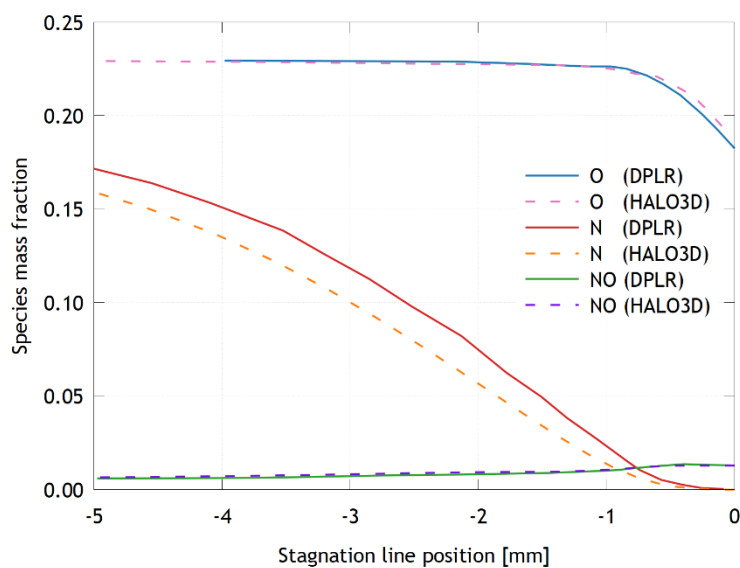 0.25
0.20
0.15
0.10
0.05
0.00
Species mass fraction
O (DPLR)
O (HALO3D)
N (DPLR)
N (HALO3D)
NO (DPLR)
NO (HALO3D)
-5 -4 -3 -2 -1 0
Stagnation line position [mm]